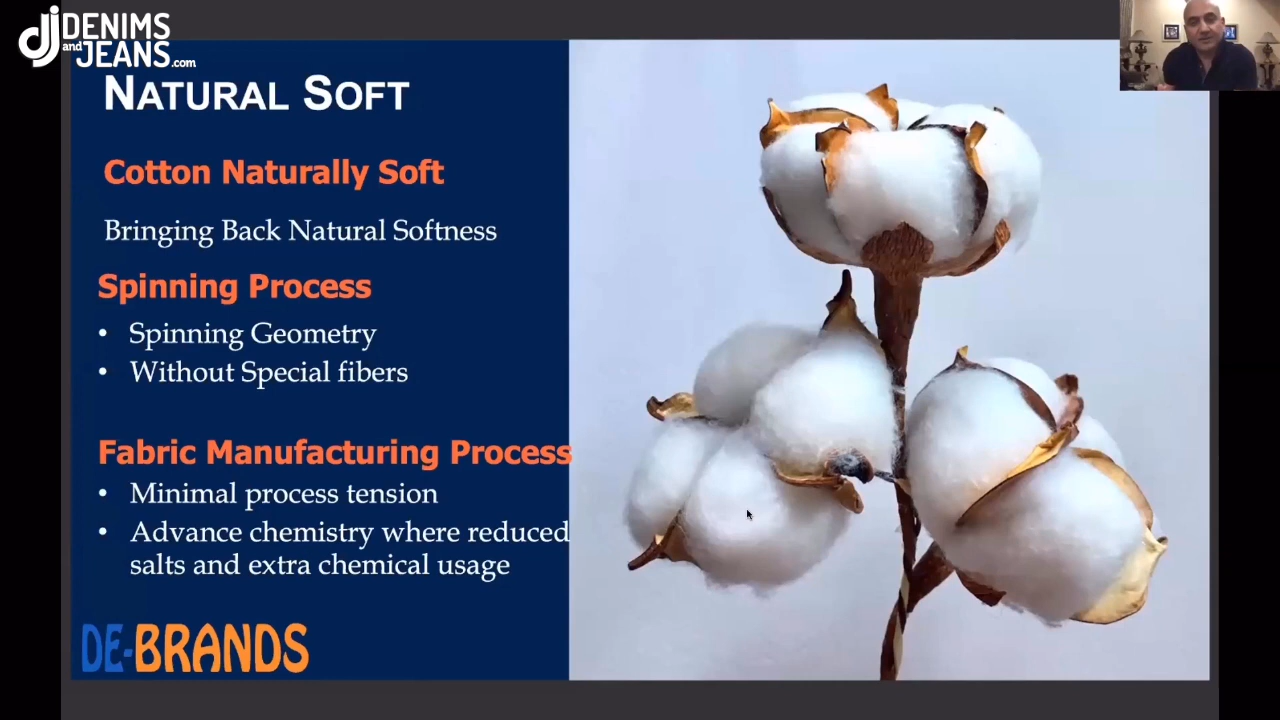 dj DENIMS
and JEANS.com
NATURAL SOFT
Cotton Naturally Soft
Bringing Back Natural Softness
Spinning Process
• Spinning Geometry
• Without Special fibers
Fabric Manufacturing Process
• Minimal process tension
• Advance chemistry where reduced
salts and extra chemical usage
DE-BRANDS